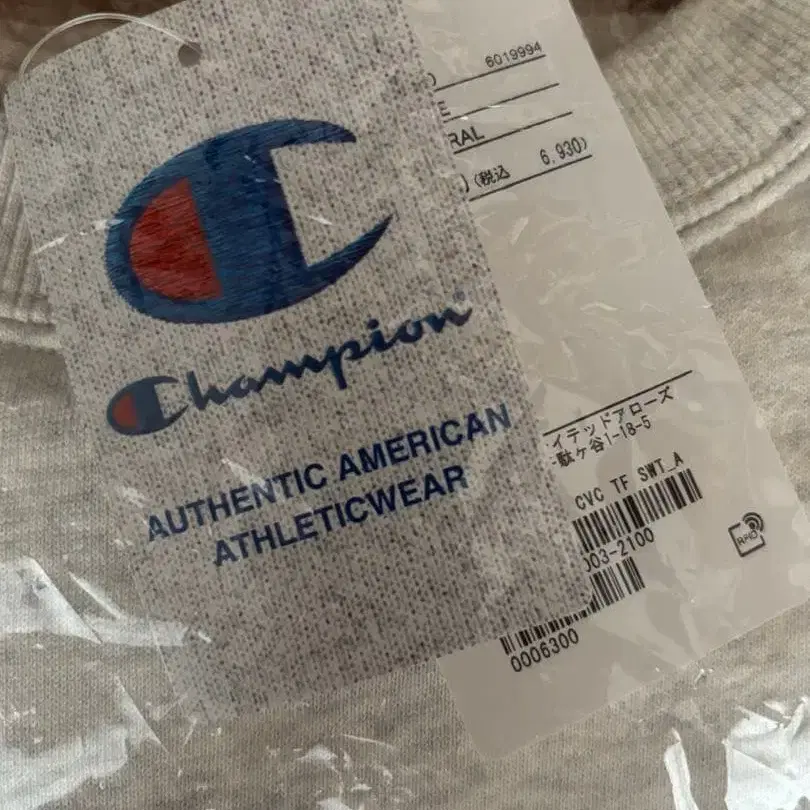 Champion
AUTHENTIC AMERICAN
ATHLETICWEAR
6019994
RAL
(税込 6,930)
イテッドアローズ
駄ヶ谷1-18-5
CVC TF SWT_A
003-2100
0006300
RFID